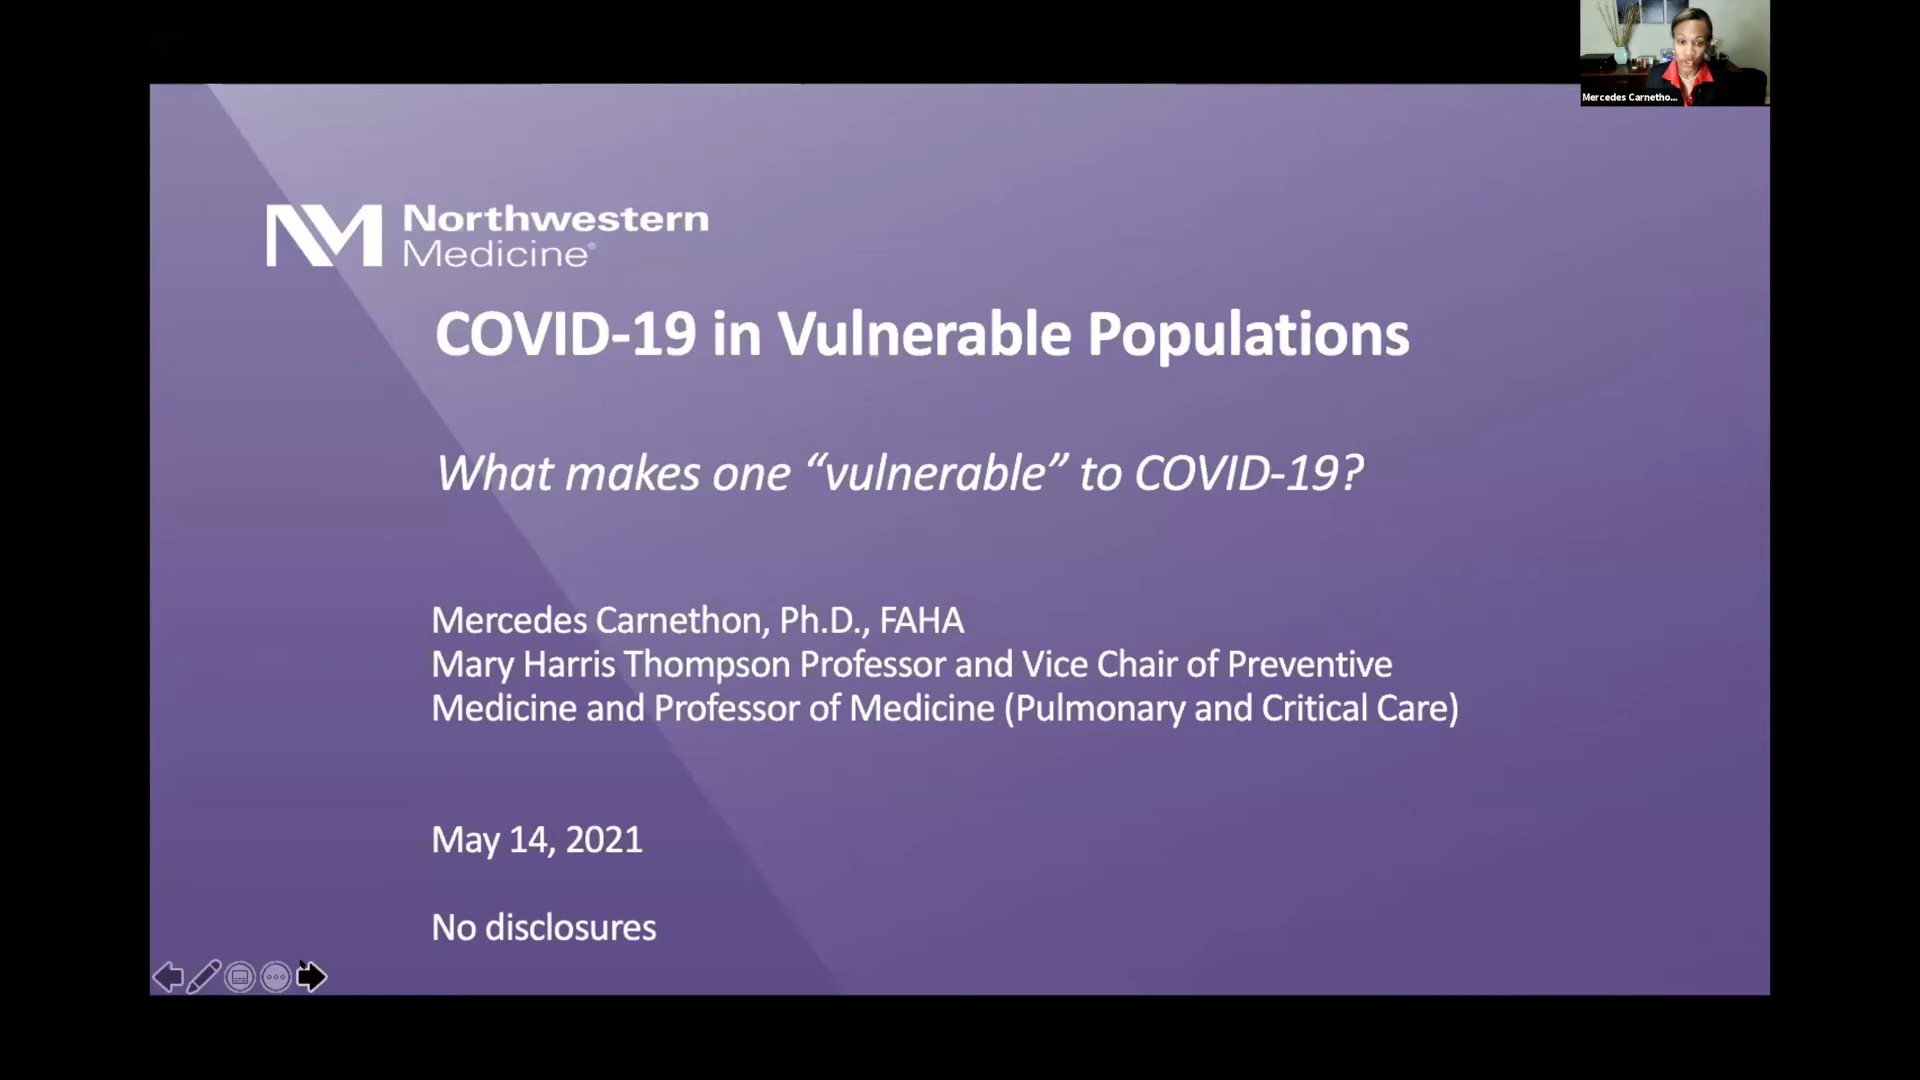 Mercedes Carnetho...
Northwestern
Medicine®
COVID-19 in Vulnerable Populations
What makes one “vulnerable” to COVID-19?
Mercedes Carnethon, Ph.D., FAHA
Mary Harris Thompson Professor and Vice Chair of Preventive
Medicine and Professor of Medicine (Pulmonary and Critical Care)
May 14, 2021
No disclosures